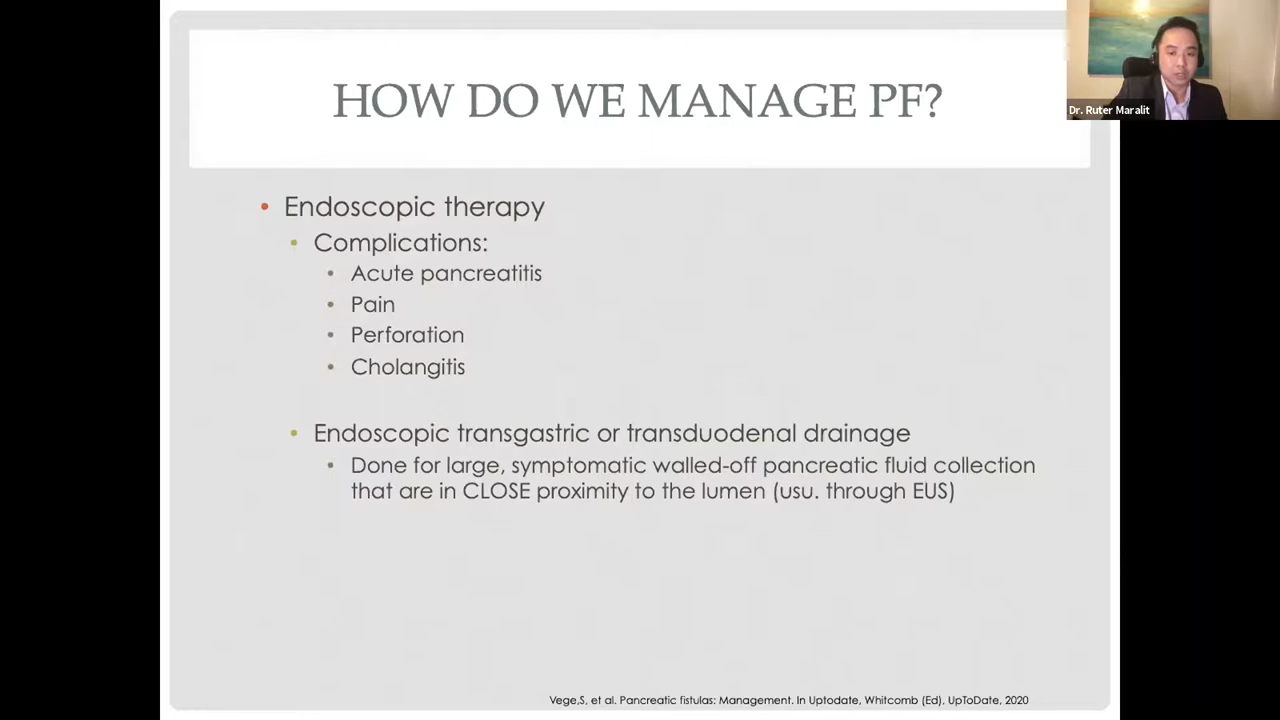 HOW DO WE MANAGE PF?
Dr. Ruter Maralit
• Endoscopic therapy
• Complications:
• Acute pancreatitis
• Pain
• Perforation
• Cholangitis
• Endoscopic transgastric or transduodenal drainage
• Done for large, symptomatic walled-off pancreatic fluid collection
that are in CLOSE proximity to the lumen (usu. through EUS)
Vege,S, et al. Pancreatic fistulas: Management. In Uptodate, Whitcomb (Ed), UpToDate, 2020